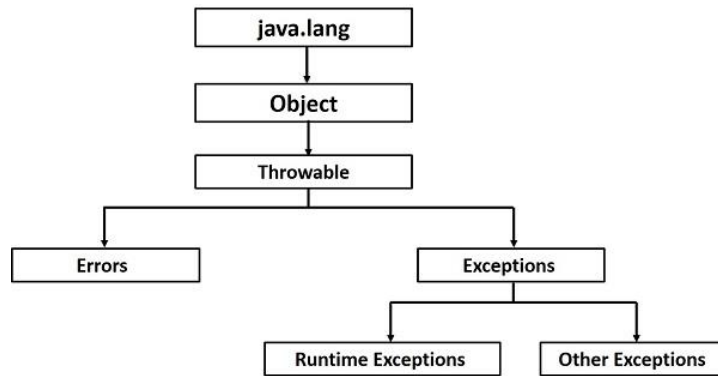 java.lang
Object
Throwable
Errors
Exceptions
Runtime Exceptions
Other Exceptions